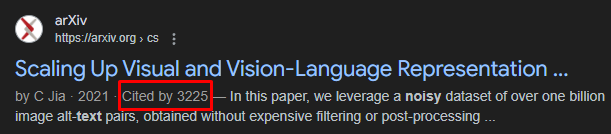 arXiv
https://arxiv.org › cs
Scaling Up Visual and Vision-Language Representation ...
by C Jia · 2021 · Cited by 3225 — In this paper, we leverage a noisy dataset of over one billion
image alt-text pairs, obtained without expensive filtering or post-processing ...